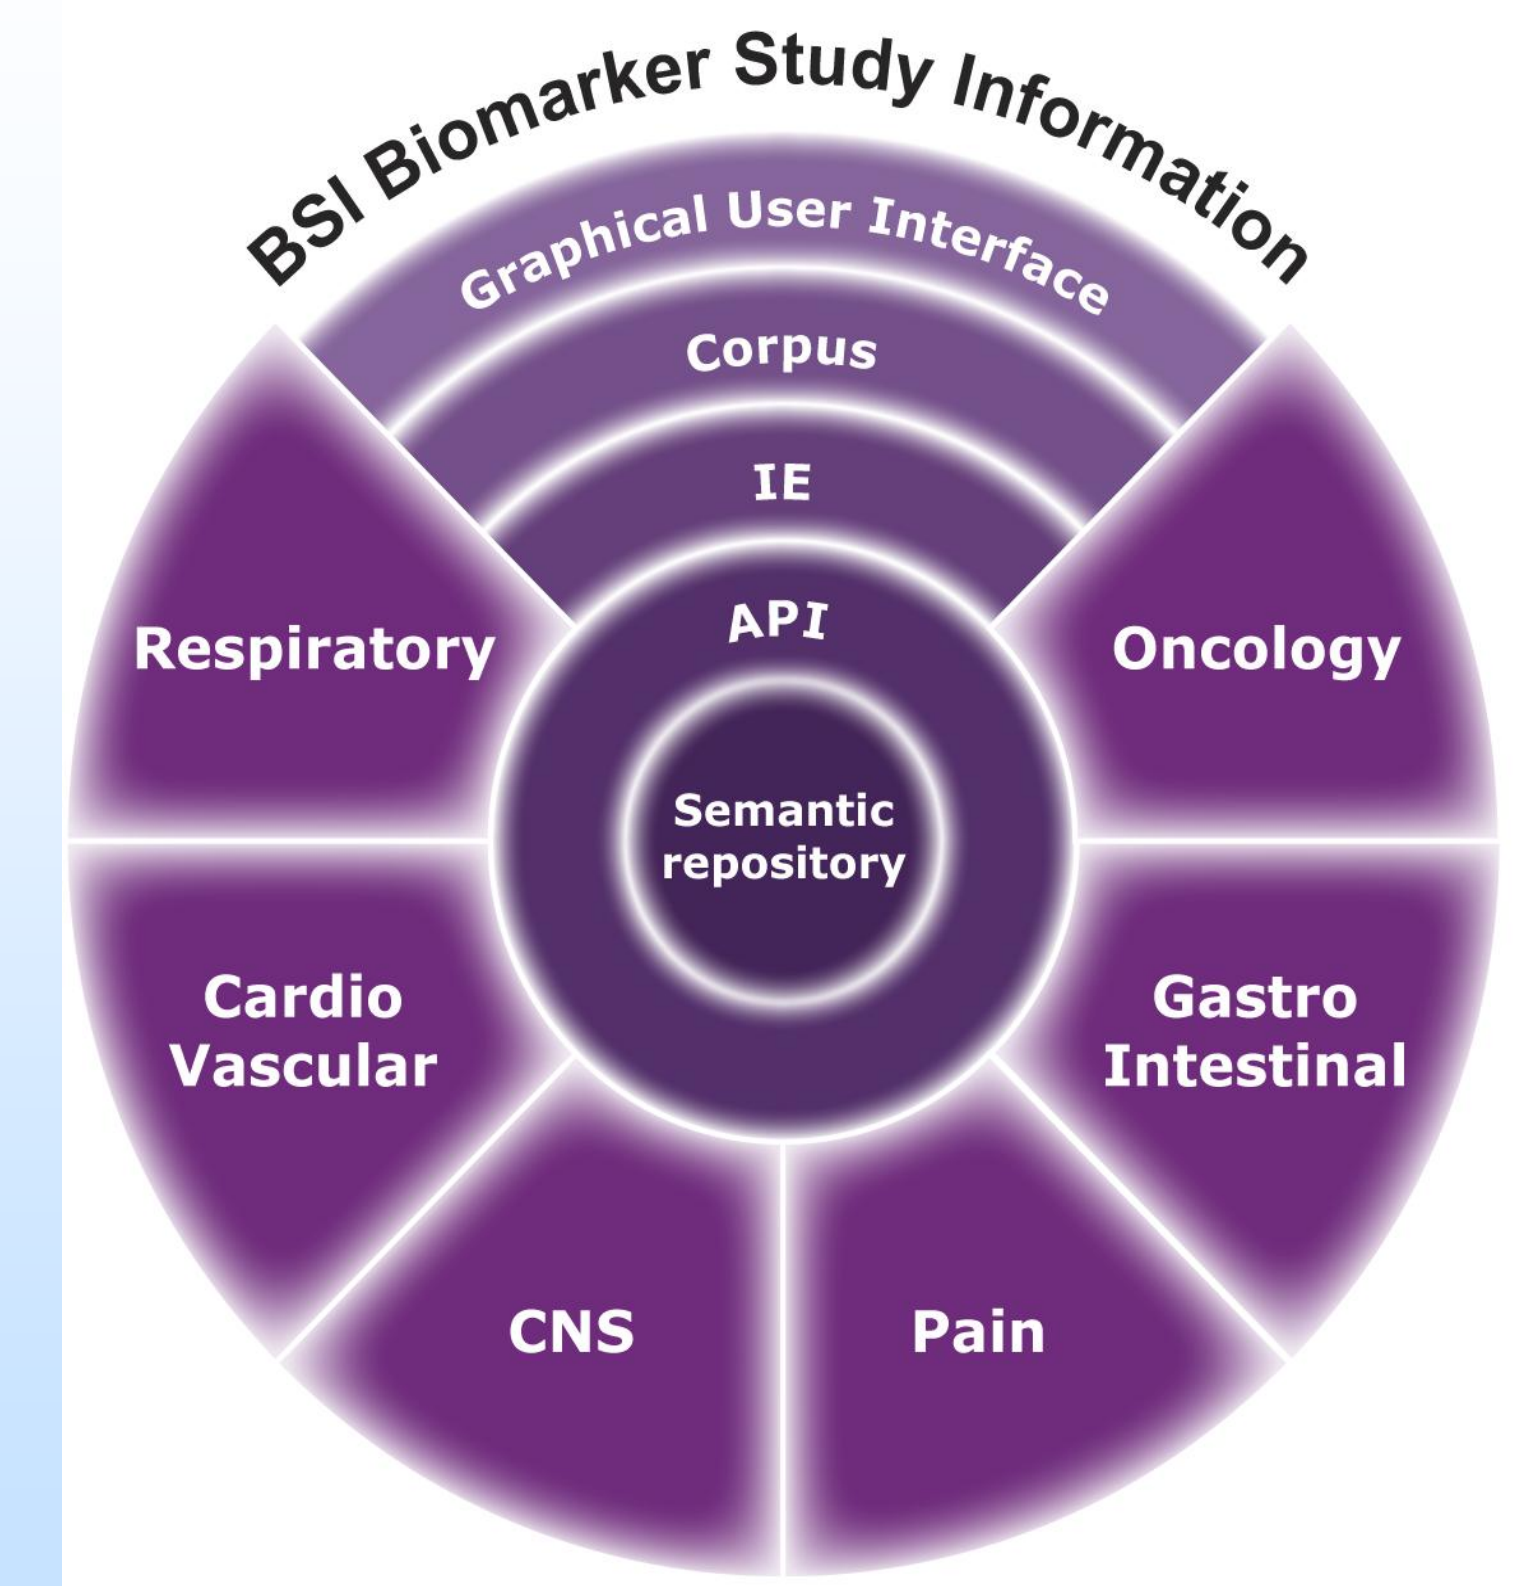 BSI Biomarker Study Information
Graphical User Interface
Corpus
IE
API
Semantic
repository
Respiratory
Oncology
Cardio
Vascular
Gastro
Intestinal
CNS
Pain